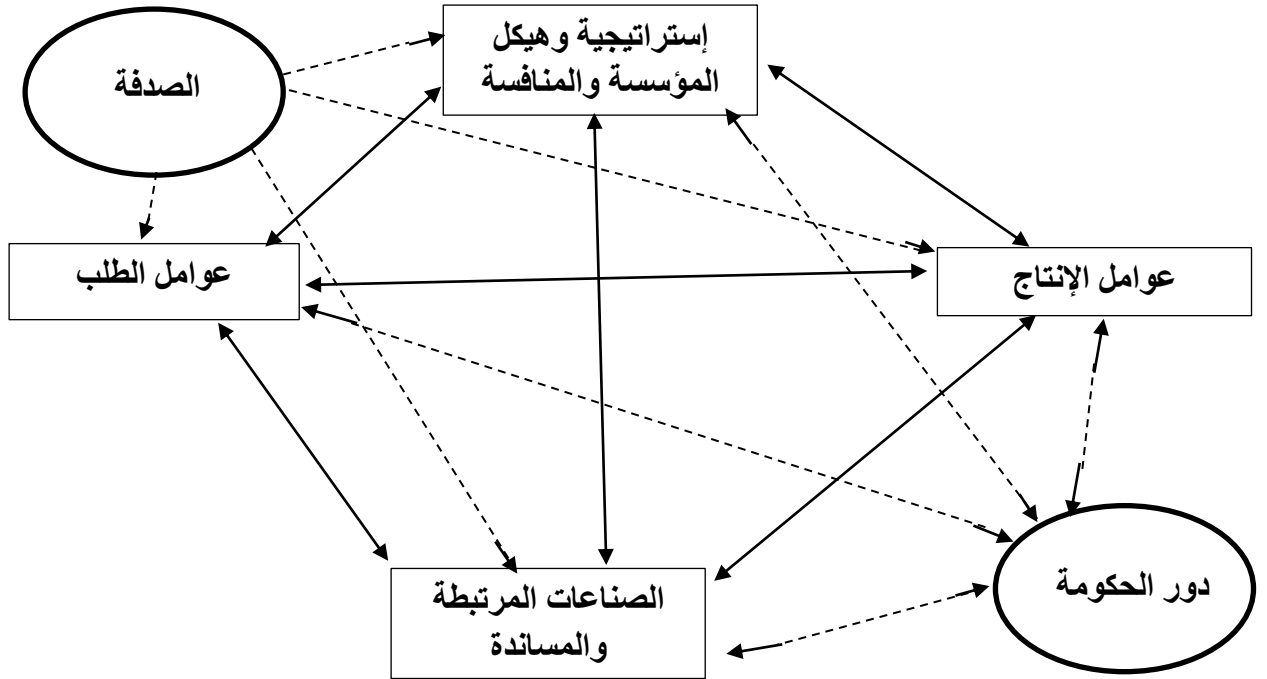 إستراتيجية وهيكل
المؤسسة والمنافسة
الصدفة
عوامل الإنتاج
عوامل الطلب
دور الحكومة
الصناعات المرتبطة
والمساندة